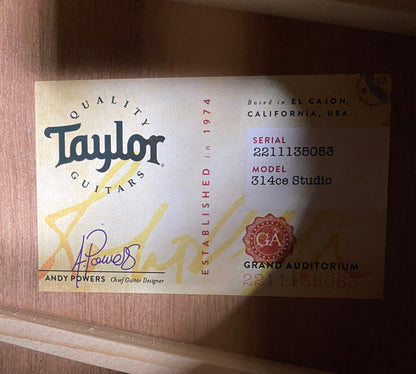 QUALITY
Taylor
GUITARS
A Powers
ANDY POWERS Chief Guitar Designer
ESTABLISHED in 1974
Based in EL CAJON,
CALIFORNIA, USA
SERIAL
2211135053
MODEL
314ce Studio
GA
GRAND AUDITORIUM
2211135053